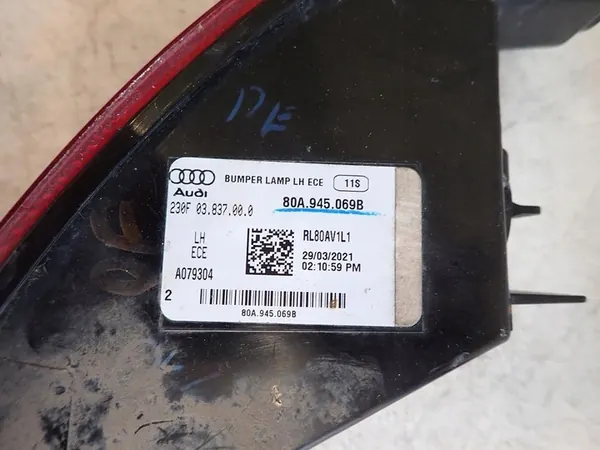 DE
BUMPER LAMP LH ECE 11S
Audi
230F 03.837.00.0 80A.945.069B
LH
ECE
RL80AV1L1
29/03/2021
02:10:59 PM
A079304
2
80A.945.069B